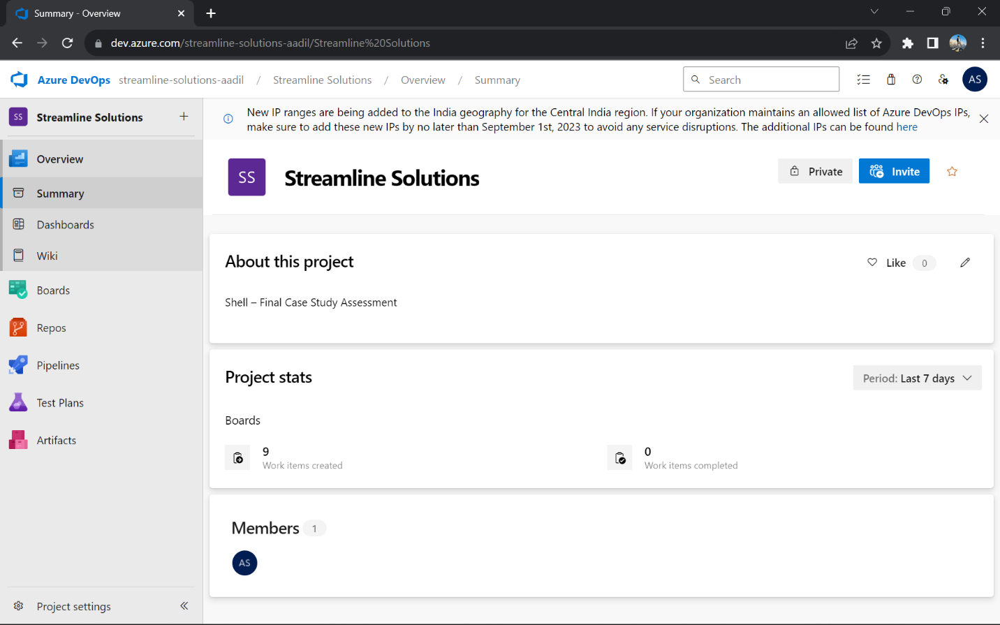 Summary - Overview
dev.azure.com/streamline-solutions-aadil/Streamline%20Solutions
Azure DevOps streamline-solutions-aadil / Streamline Solutions / Overview / Summary
Search
AS
SS Streamline Solutions +
New IP ranges are being added to the India geography for the Central India region. If your organization maintains an allowed list of Azure DevOps IPs,
make sure to add these new IPs by no later than September 1st, 2023 to avoid any service disruptions. The additional IPs can be found here
Overview
Summary
Dashboards
Wiki
Boards
Repos
Pipelines
Test Plans
Artifacts
Project settings
SS Streamline Solutions
Private
Invite
About this project
Like 0
Shell – Final Case Study Assessment
Project stats
Period: Last 7 days
Boards
9
Work items created
0
Work items completed
Members 1
AS